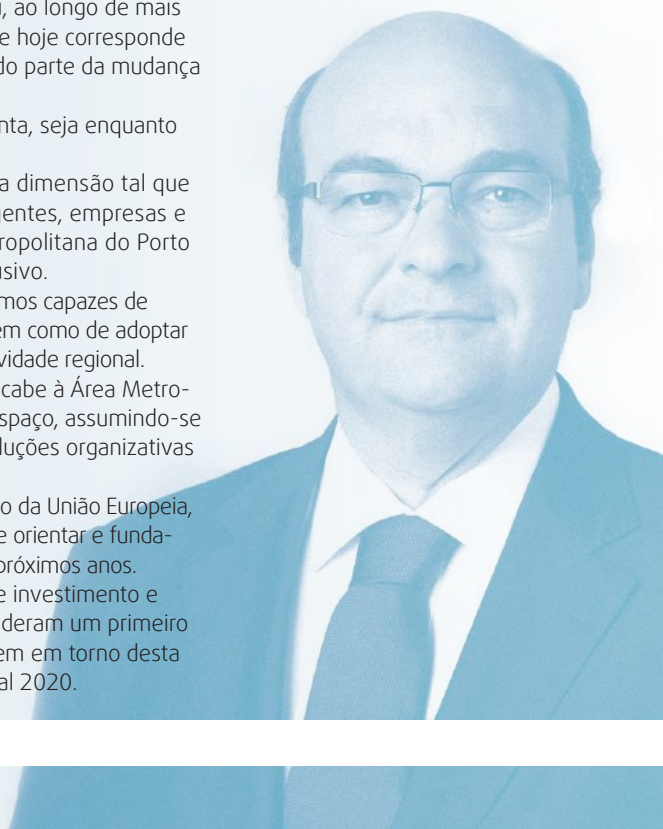 , ao longo de mais
e hoje corresponde
do parte da mudança
nta, seja enquanto
a dimensão tal que
gentes, empresas e
ropolitana do Porto
usivo.
mos capazes de
em como de adoptar
vidade regional.
cabe à Área Metro-
spaço, assumindo-se
luções organizativas
o da União Europeia,
e orientar e funda-
próximos anos.
e investimento e
deram um primeiro
em em torno desta
al 2020.